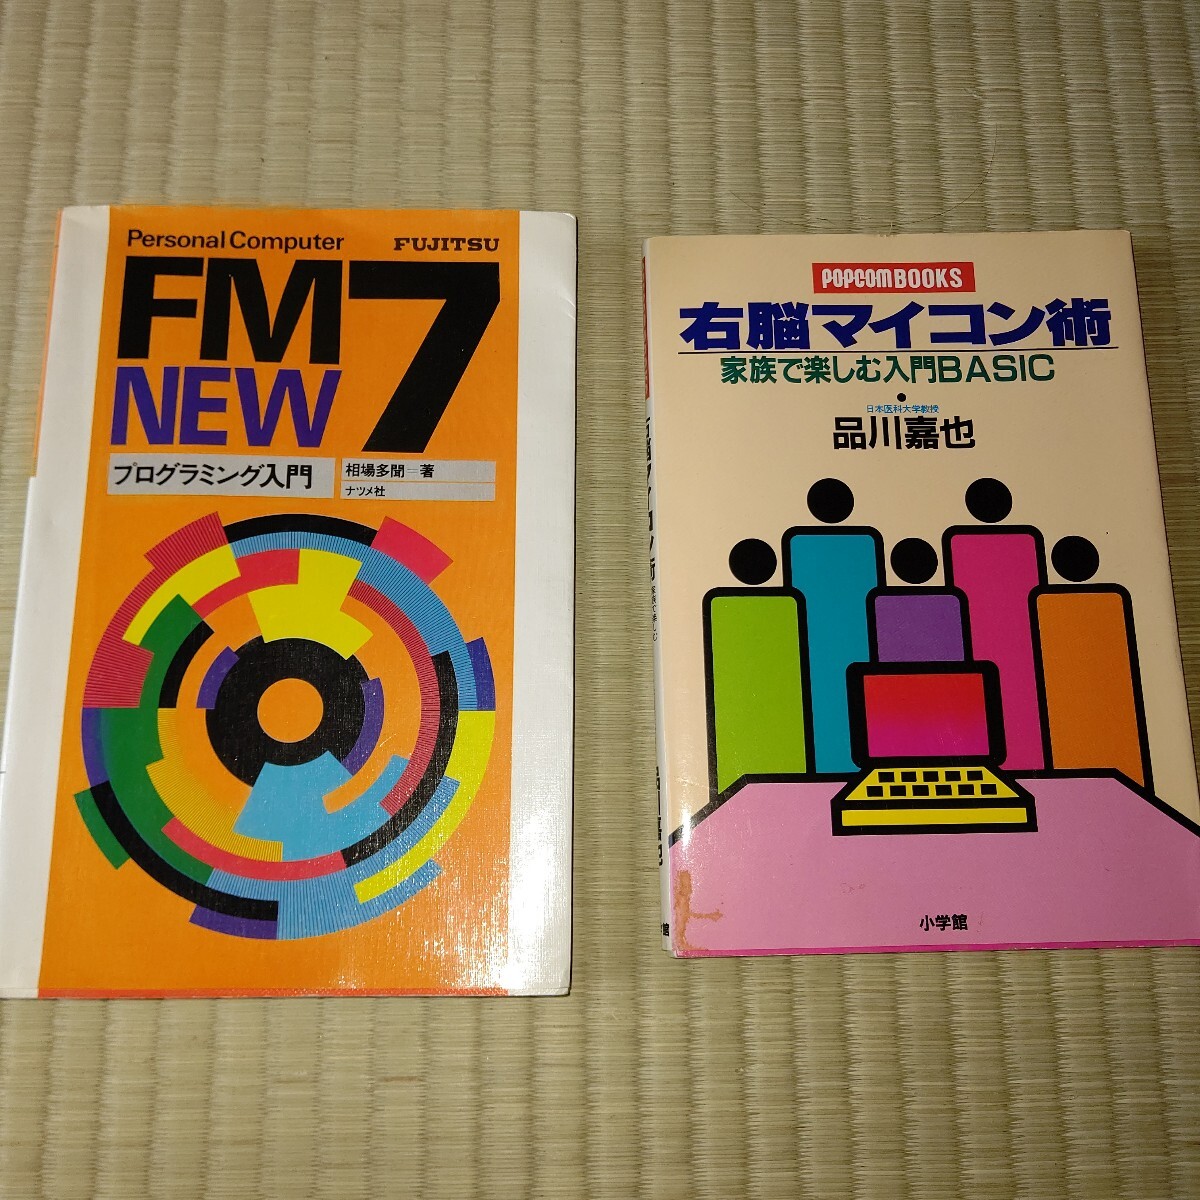 Personal Computer FUJITSU
FM 7
NEW
プログラミング入門
相場多聞=著
ナツメ社
POPCOM BOOKS
右脳マイコン術
家族で楽しむ入門BASIC
日本医科大学教授
品川嘉也
小学館